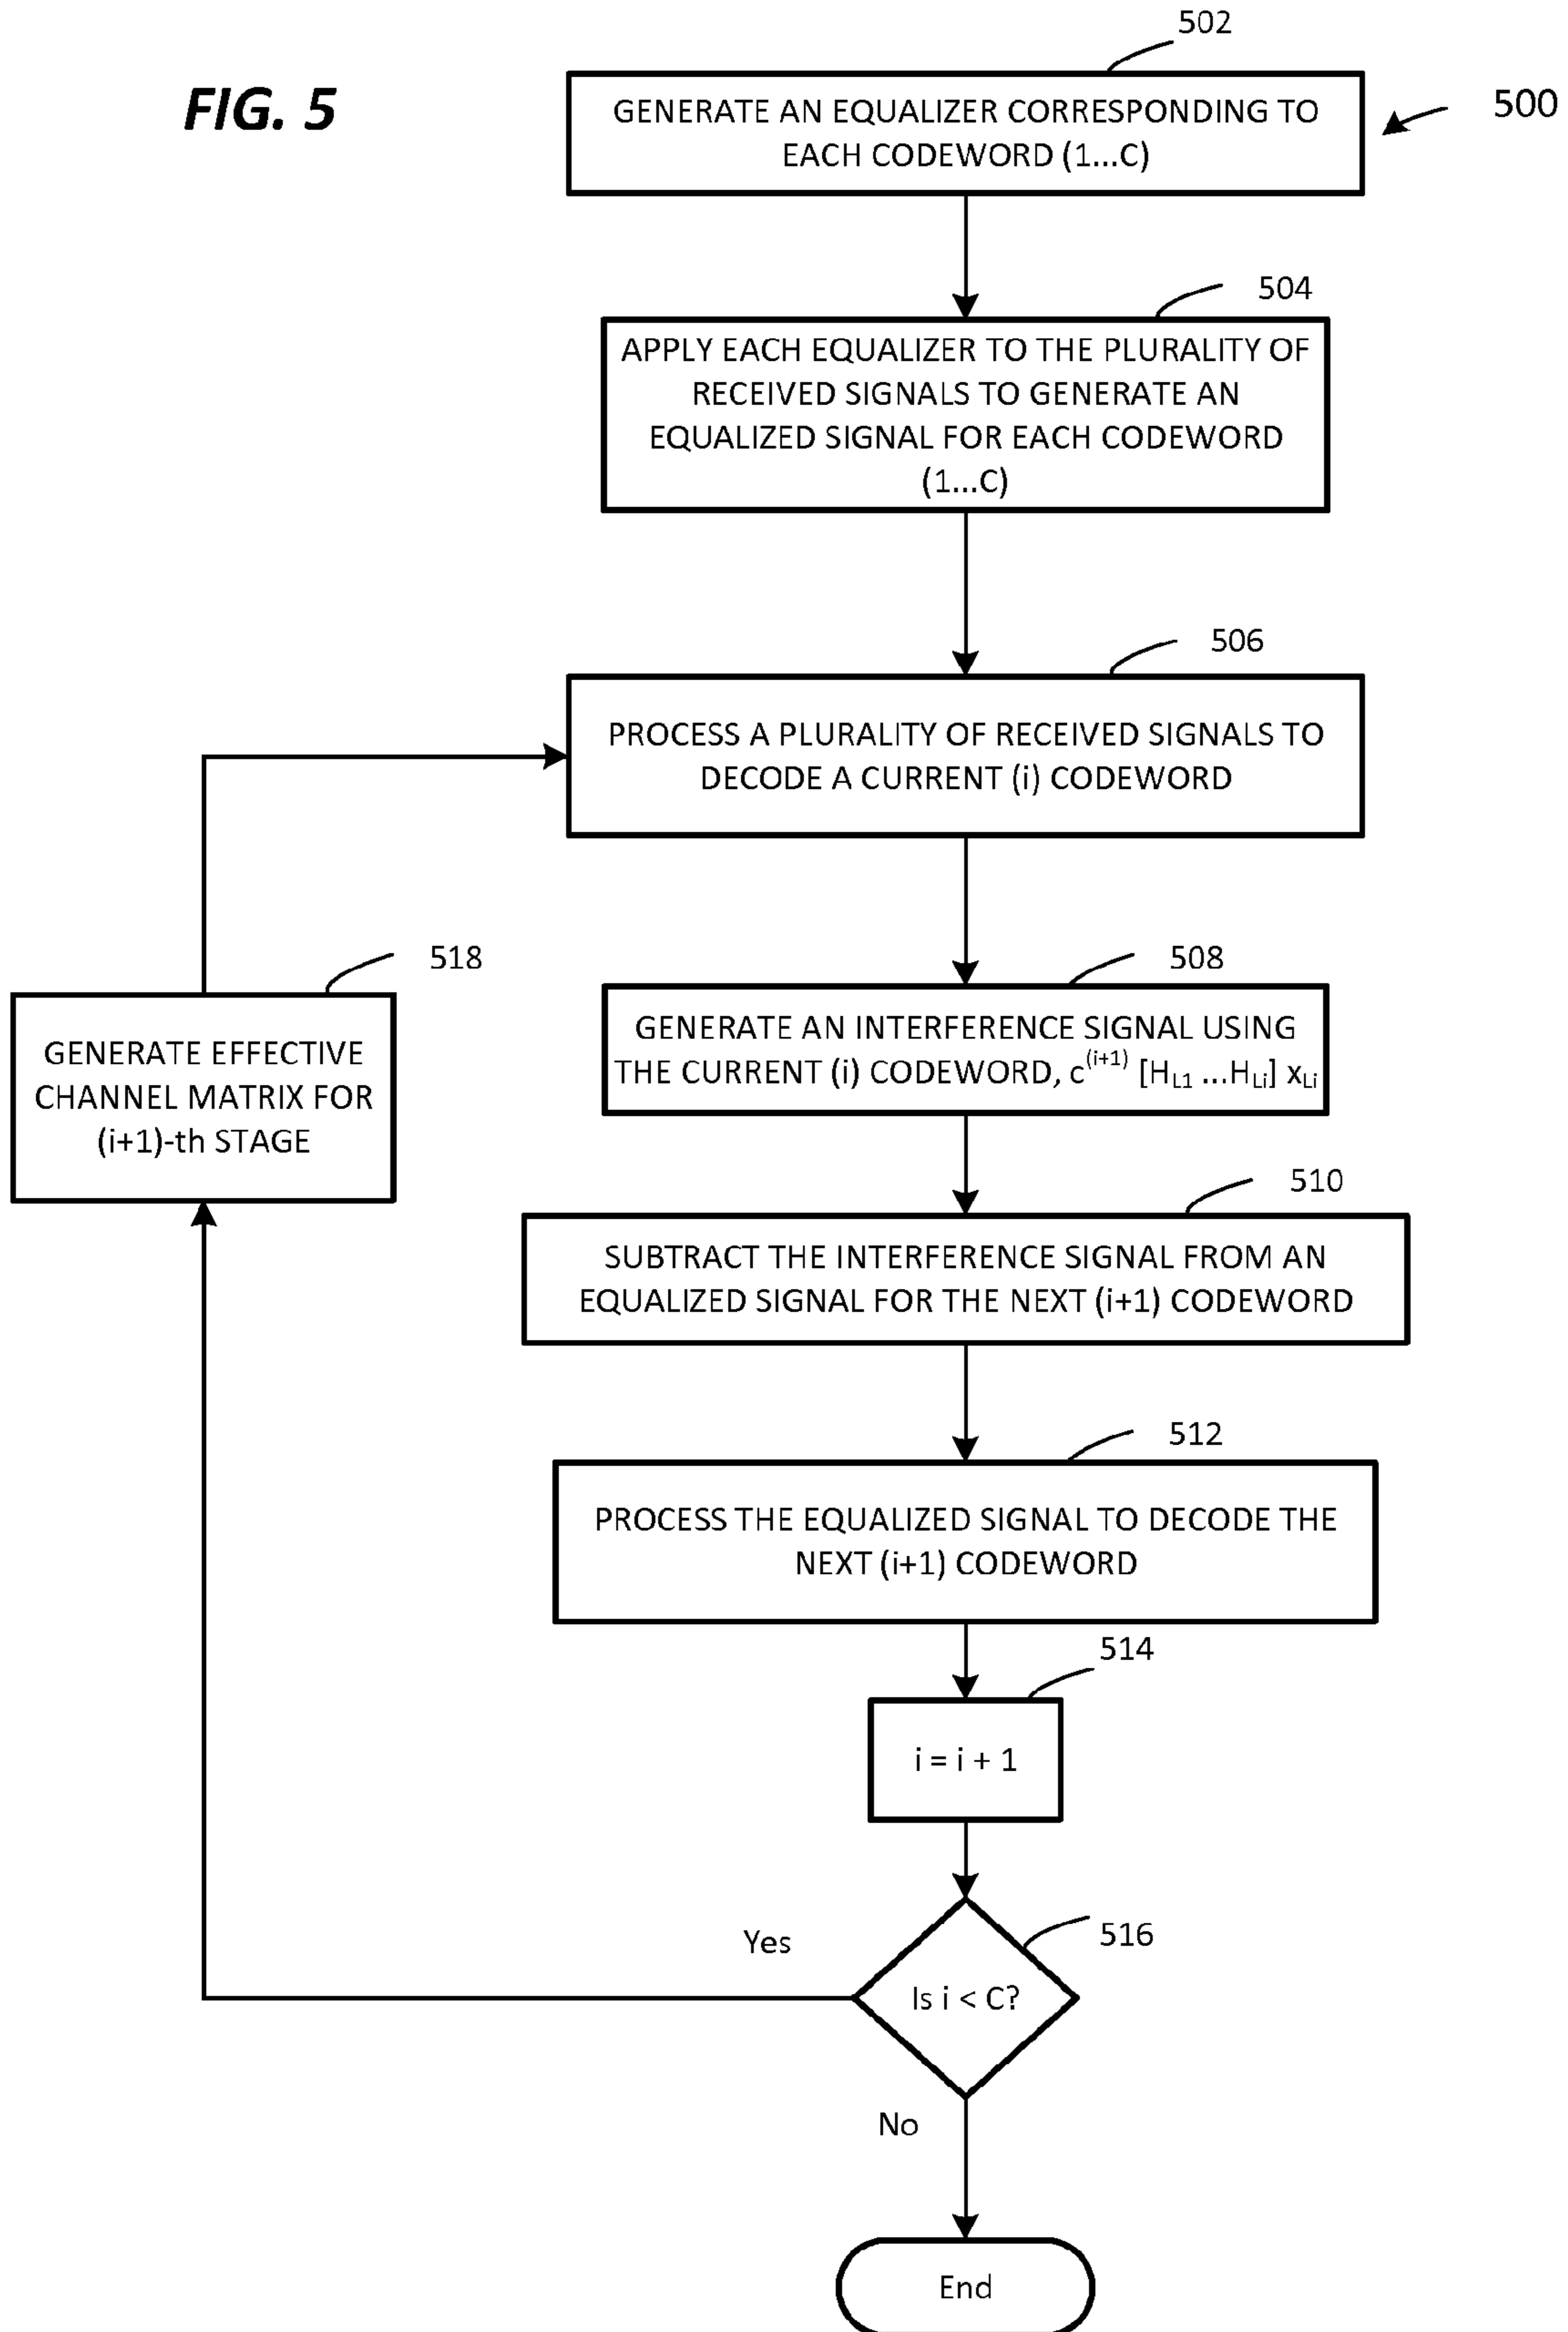 FIG. 5
500
502
GENERATE AN EQUALIZER CORRESPONDING TO
EACH CODEWORD (1...C)
504
APPLY EACH EQUALIZER TO THE PLURALITY OF
RECEIVED SIGNALS TO GENERATE AN
EQUALIZED SIGNAL FOR EACH CODEWORD
(1...C)
506
PROCESS A PLURALITY OF RECEIVED SIGNALS TO
DECODE A CURRENT (i) CODEWORD
508
GENERATE AN INTERFERENCE SIGNAL USING
THE CURRENT (i) CODEWORD, c^(i+1) [H_L1 ...H_Li] x_Li
510
SUBTRACT THE INTERFERENCE SIGNAL FROM AN
EQUALIZED SIGNAL FOR THE NEXT (i+1) CODEWORD
512
PROCESS THE EQUALIZED SIGNAL TO DECODE THE
NEXT (i+1) CODEWORD
514
i = i + 1
516
Is i < C?
Yes
No
518
GENERATE EFFECTIVE
CHANNEL MATRIX FOR
(i+1)-th STAGE
End